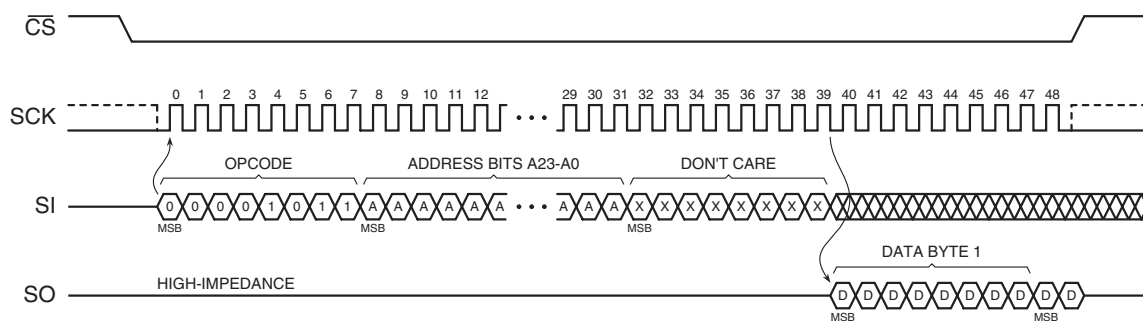 CS
SCK
0 1 2 3 4 5 6 7 8 9 10 11 12 29 30 31 32 33 34 35 36 37 38 39 40 41 42 43 44 45 46 47 48
OPCODE ADDRESS BITS A23-A0 DON'T CARE
SI
0 0 0 0 1 0 1 1 A A A A A A A A A X X X X X X X X
MSB MSB MSB
DATA BYTE 1
SO HIGH-IMPEDANCE
D D D D D D D D D D
MSB MSB